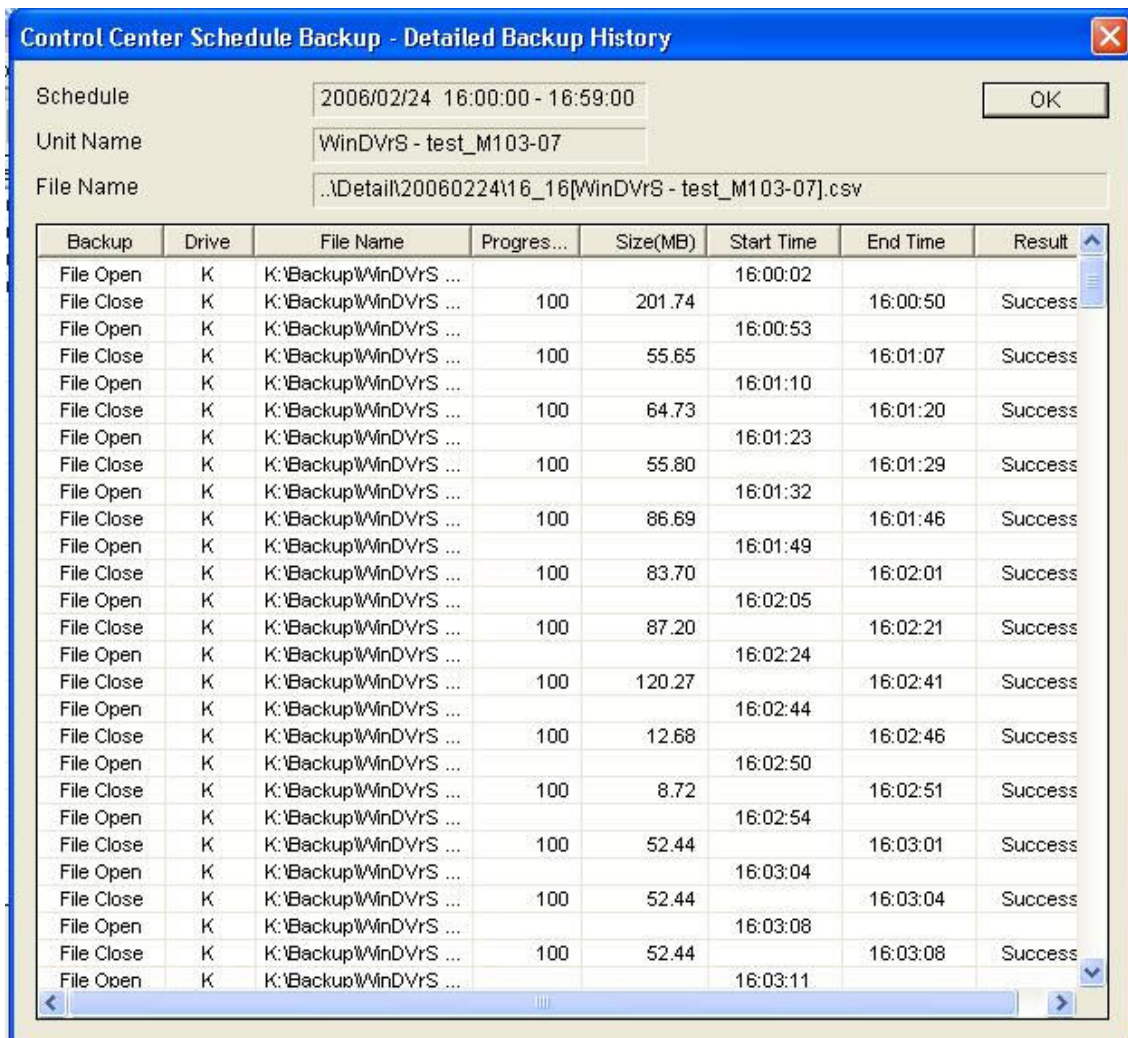 Control Center Schedule Backup - Detailed Backup History
Schedule 2006/02/24 16:00:00 - 16:59:00 OK
Unit Name WinDVrS - test_M103-07
File Name ..\Detail\20060224\16_16[WinDVrS - test_M103-07].csv
Backup Drive File Name Progres... Size(MB) Start Time End Time Result
File Open K K:\Backup\WinDVrS ... 16:00:02
File Close K K:\Backup\WinDVrS ... 100 201.74 16:00:50 Success
File Open K K:\Backup\WinDVrS ... 16:00:53
File Close K K:\Backup\WinDVrS ... 100 55.65 16:01:07 Success
File Open K K:\Backup\WinDVrS ... 16:01:10
File Close K K:\Backup\WinDVrS ... 100 64.73 16:01:20 Success
File Open K K:\Backup\WinDVrS ... 16:01:23
File Close K K:\Backup\WinDVrS ... 100 55.80 16:01:29 Success
File Open K K:\Backup\WinDVrS ... 16:01:32
File Close K K:\Backup\WinDVrS ... 100 86.69 16:01:46 Success
File Open K K:\Backup\WinDVrS ... 16:01:49
File Close K K:\Backup\WinDVrS ... 100 83.70 16:02:01 Success
File Open K K:\Backup\WinDVrS ... 16:02:05
File Close K K:\Backup\WinDVrS ... 100 87.20 16:02:21 Success
File Open K K:\Backup\WinDVrS ... 16:02:24
File Close K K:\Backup\WinDVrS ... 100 120.27 16:02:41 Success
File Open K K:\Backup\WinDVrS ... 16:02:44
File Close K K:\Backup\WinDVrS ... 100 12.68 16:02:46 Success
File Open K K:\Backup\WinDVrS ... 16:02:50
File Close K K:\Backup\WinDVrS ... 100 8.72 16:02:51 Success
File Open K K:\Backup\WinDVrS ... 16:02:54
File Close K K:\Backup\WinDVrS ... 100 52.44 16:03:01 Success
File Open K K:\Backup\WinDVrS ... 16:03:04
File Close K K:\Backup\WinDVrS ... 100 52.44 16:03:04 Success
File Open K K:\Backup\WinDVrS ... 16:03:08
File Close K K:\Backup\WinDVrS ... 100 52.44 16:03:08 Success
File Open K K:\Backup\WinDVrS ... 16:03:11